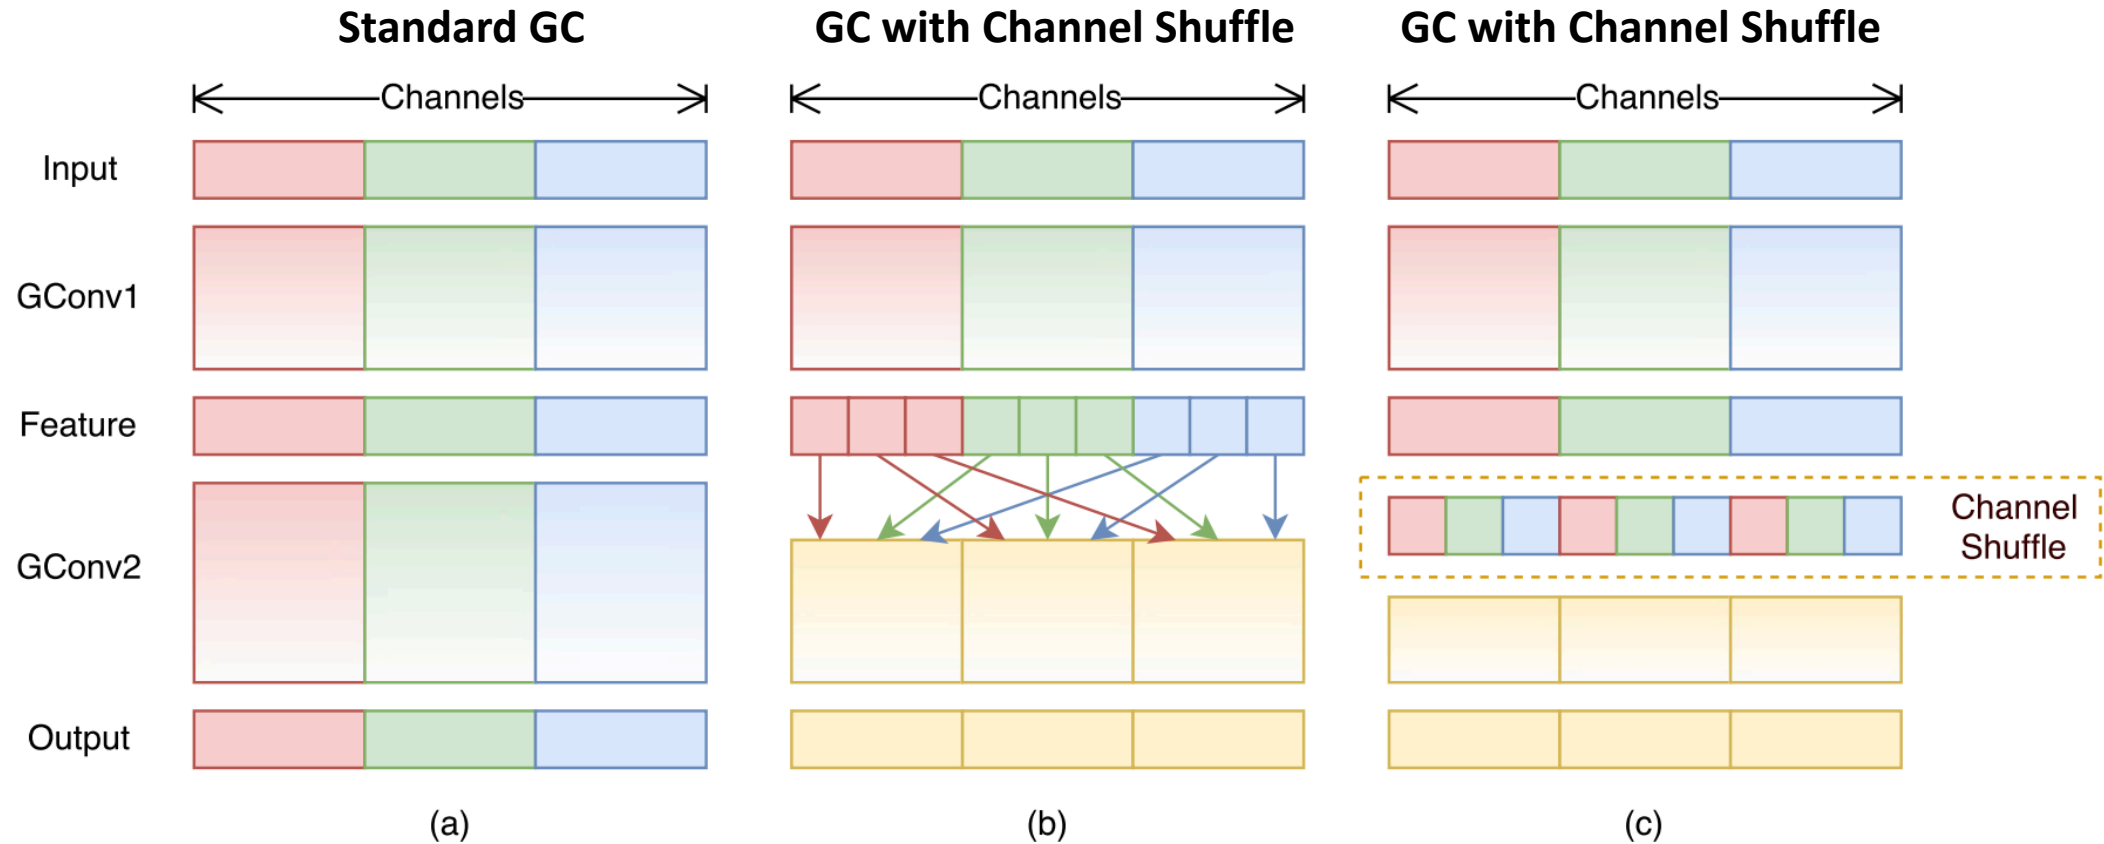 Standard GC
GC with Channel Shuffle
GC with Channel Shuffle
Channels
Channels
Channels
Input
GConv1
Feature
GConv2
Output
Channel
Shuffle
(a)
(b)
(c)